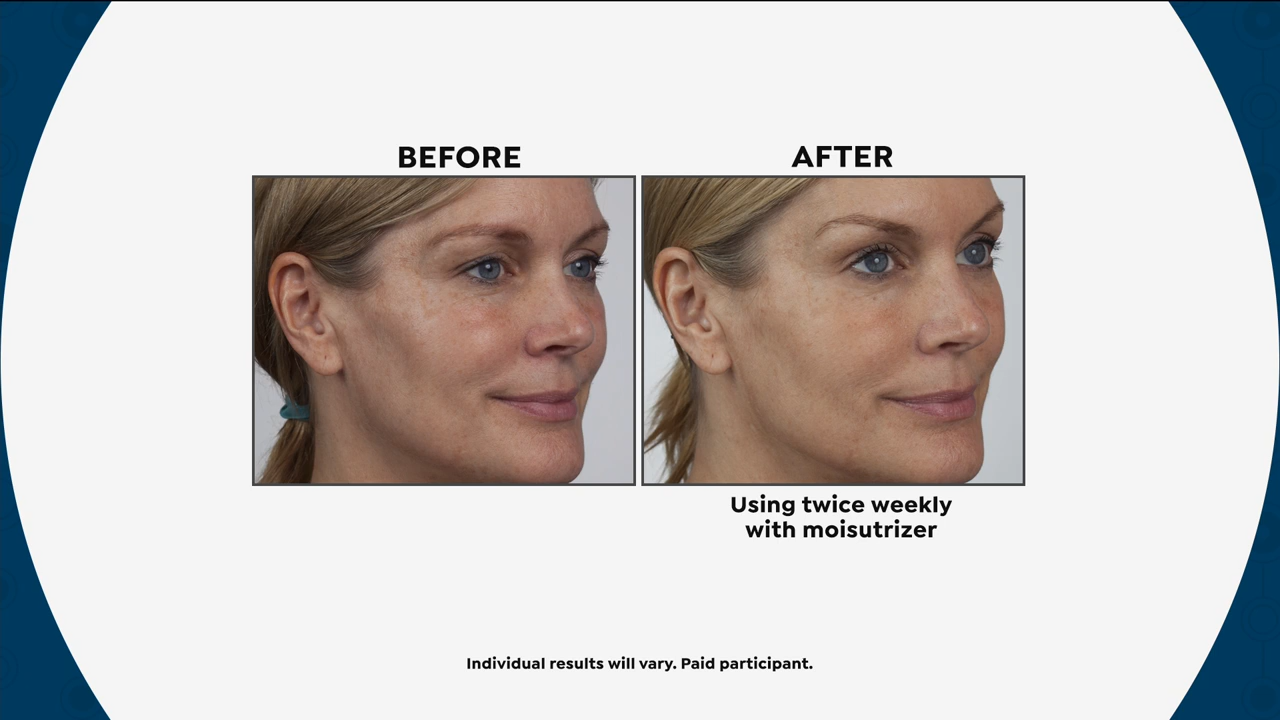 BEFORE
AFTER
Using twice weekly
with moisutrizer
Individual results will vary. Paid participant.